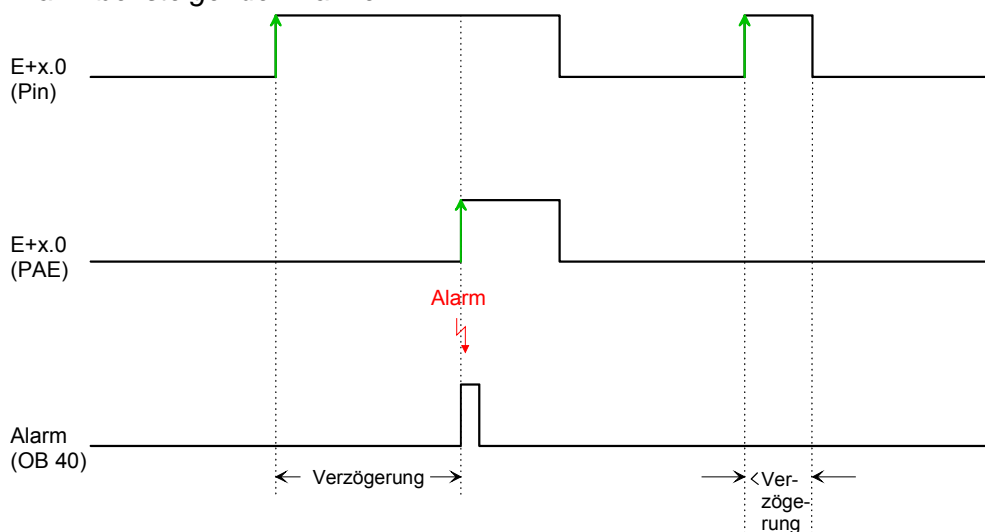 E+x.0
(Pin)
E+x.0
(PAE)
Alarm
Alarm
(OB 40)
Verzögerung
<Ver-
zöge-
rung